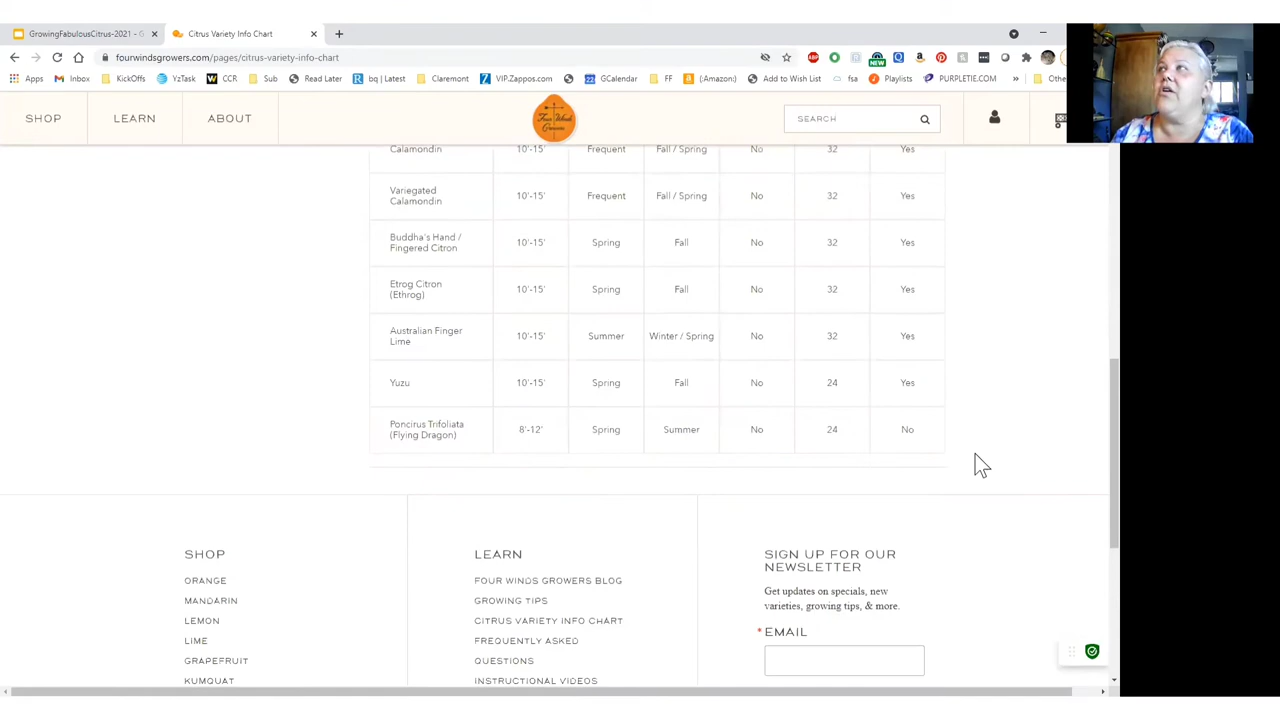 GrowingFabulousCitrus-2021 - G
Citrus Variety Info Chart
fourwindsgrowers.com/pages/citrus-variety-info-chart
Apps Inbox KickOffs YzTask CCR Sub Read Later bq | Latest Claremont VIP.Zappos.com GCalendar FF (:Amazon:) Add to Wish List fsa Playlists PURPLETIE.COM » Othe
SHOP LEARN ABOUT
Four Winds Growers
SEARCH
Calamondin 10'-15' Frequent Fall / Spring No 32 Yes
Variegated
Calamondin 10'-15' Frequent Fall / Spring No 32 Yes
Buddha's Hand /
Fingered Citron 10'-15' Spring Fall No 32 Yes
Etrog Citron
(Ethrog) 10'-15' Spring Fall No 32 Yes
Australian Finger
Lime 10'-15' Summer Winter / Spring No 32 Yes
Yuzu 10'-15' Spring Fall No 24 Yes
Poncirus Trifoliata
(Flying Dragon) 8'-12' Spring Summer No 24 No
SHOP
ORANGE
MANDARIN
LEMON
LIME
GRAPEFRUIT
KUMQUAT
LEARN
FOUR WINDS GROWERS BLOG
GROWING TIPS
CITRUS VARIETY INFO CHART
FREQUENTLY ASKED
QUESTIONS
INSTRUCTIONAL VIDEOS
SIGN UP FOR OUR
NEWSLETTER
Get updates on specials, new
varieties, growing tips, & more.
* EMAIL